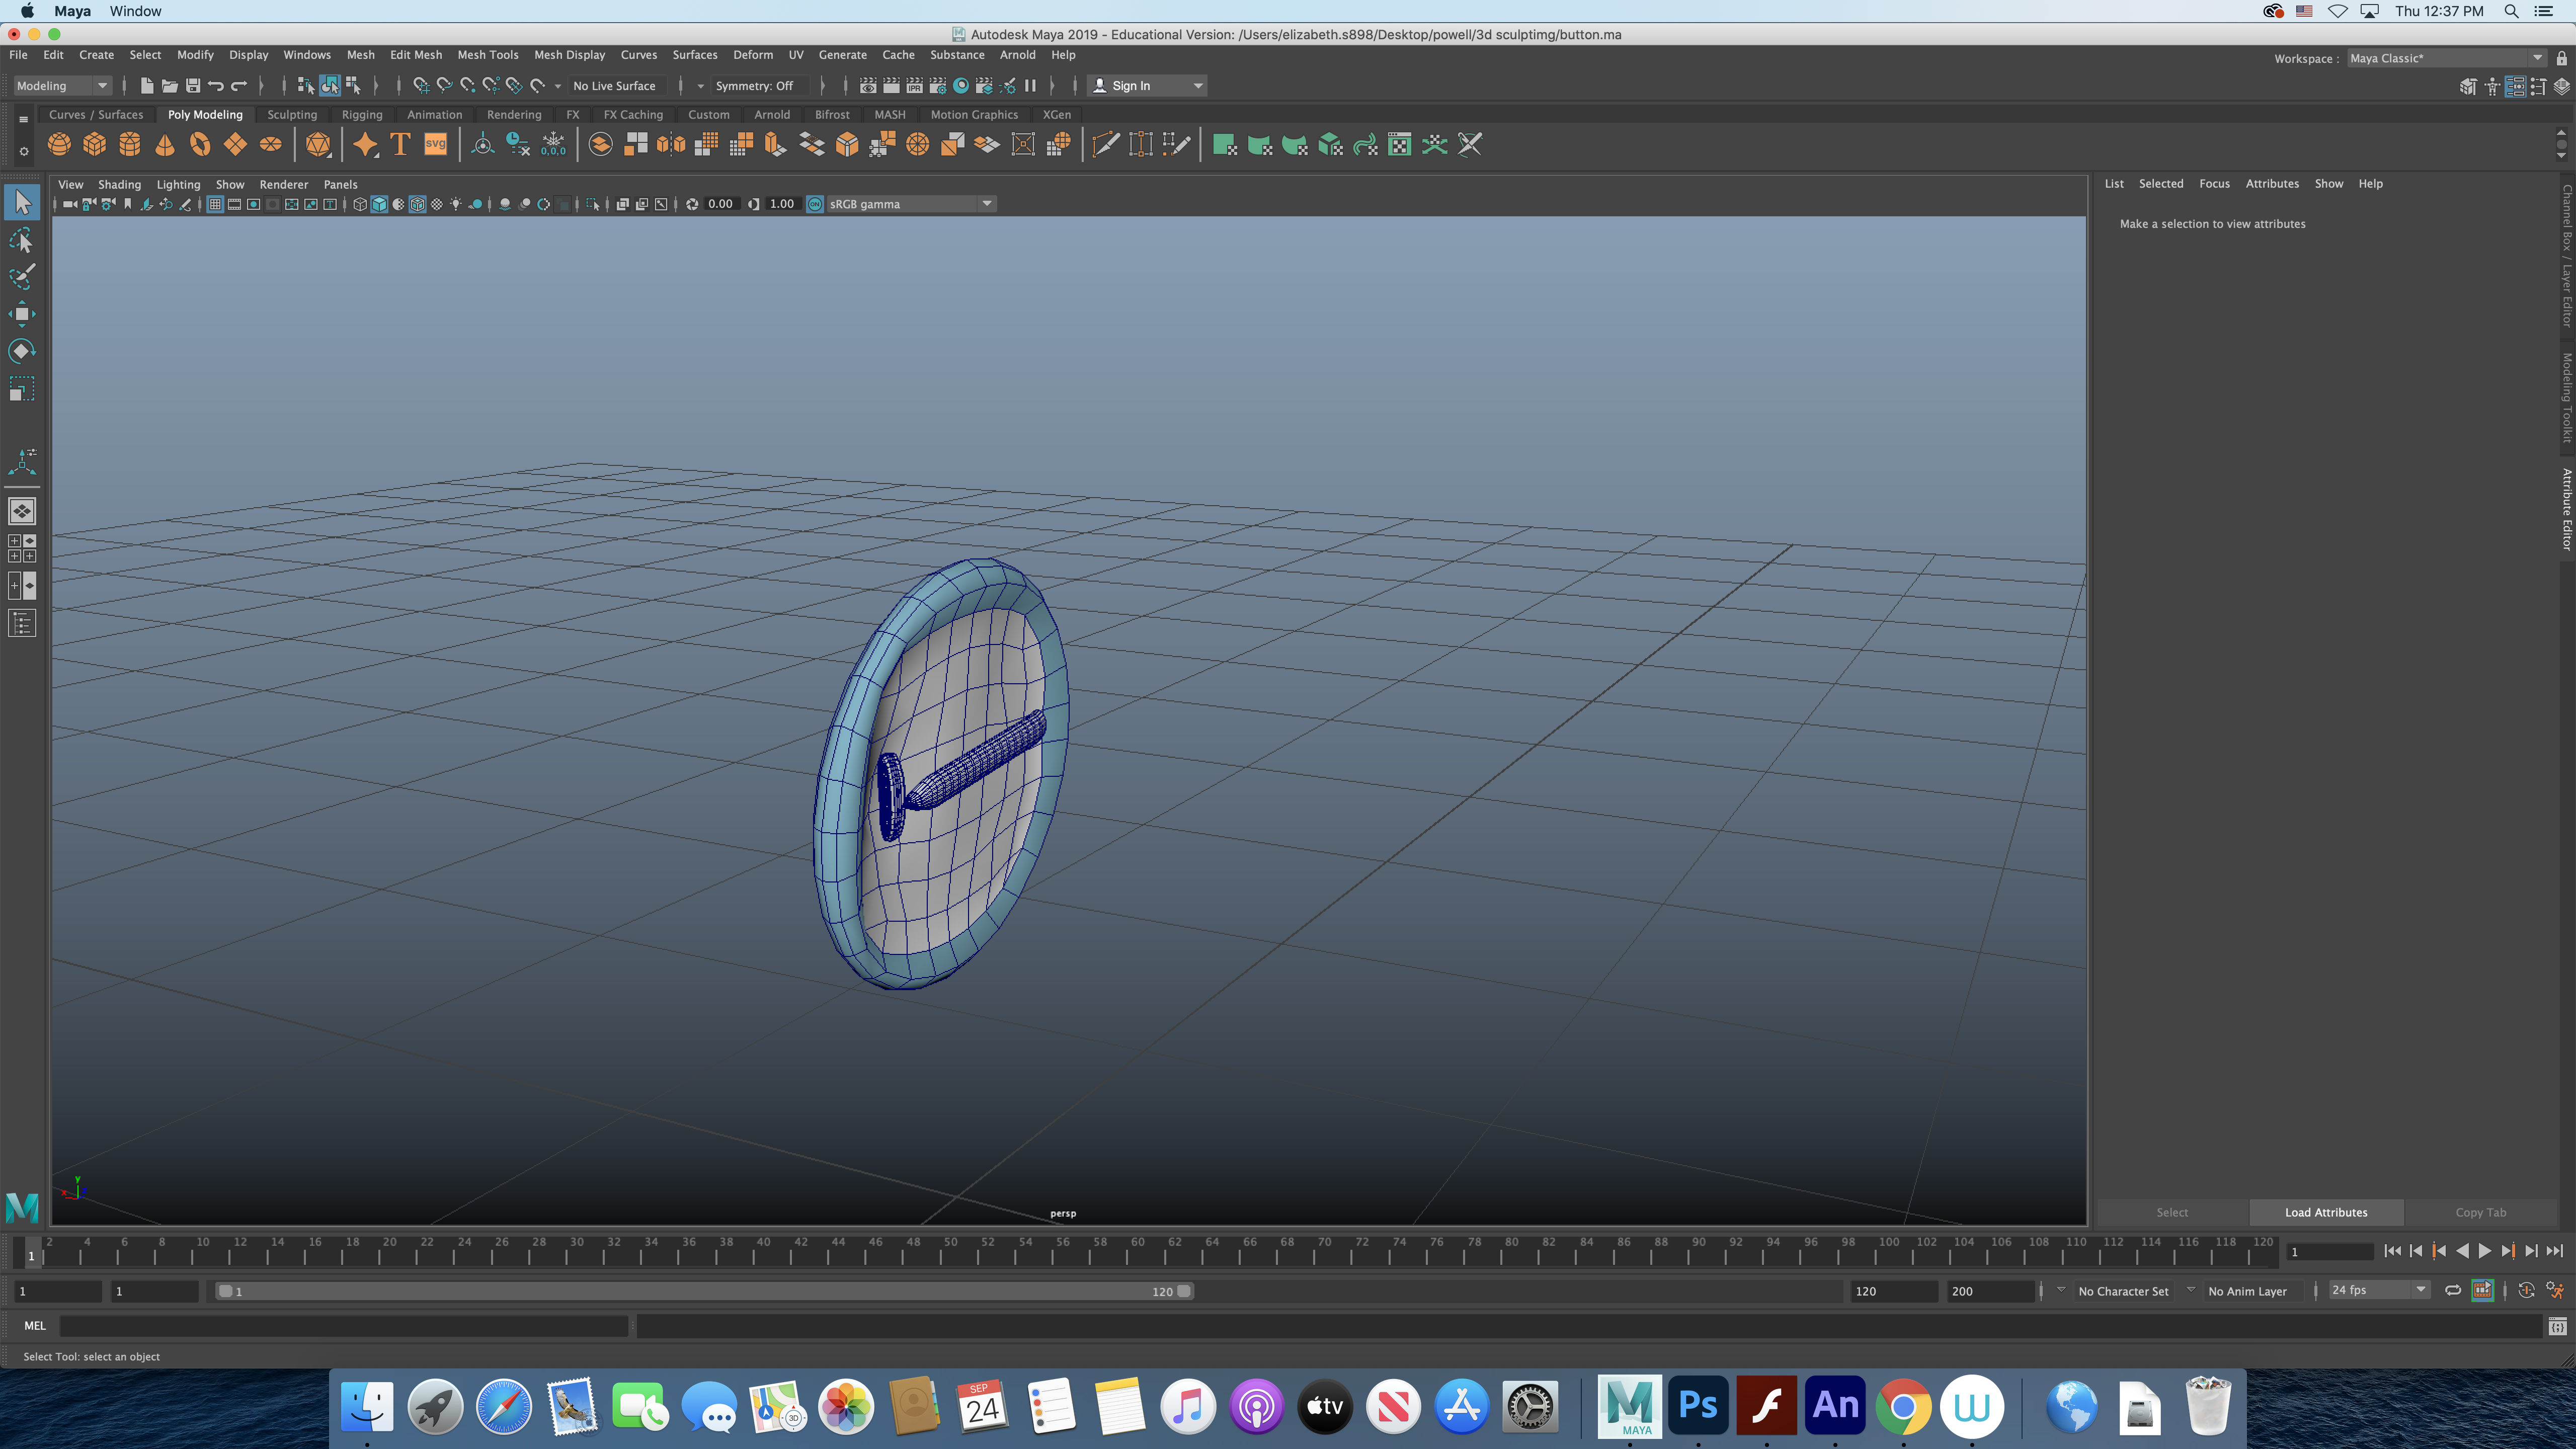 Maya Window Thu 12:37 PM
Autodesk Maya 2019 - Educational Version: /Users/elizabeth.s898/Desktop/powell/3d sculptimg/button.ma
File Edit Create Select Modify Display Windows Mesh Edit Mesh Mesh Tools Mesh Display Curves Surfaces Deform UV Generate Cache Substance Arnold Help Workspace : Maya Classic*
Modeling No Live Surface Symmetry: Off IPR Sign In
Curves / Surfaces Poly Modeling Sculpting Rigging Animation Rendering FX FX Caching Custom Arnold Bifrost MASH Motion Graphics XGen
T svg 0,0,0
View Shading Lighting Show Renderer Panels
0.00 1.00 ON sRGB gamma
List Selected Focus Attributes Show Help
Make a selection to view attributes
Channel Box / Layer Editor
Modeling Toolkit
Attribute Editor
y
x
persp
Select Load Attributes Copy Tab
1 2 4 6 8 10 12 14 16 18 20 22 24 26 28 30 32 34 36 38 40 42 44 46 48 50 52 54 56 58 60 62 64 66 68 70 72 74 76 78 80 82 84 86 88 90 92 94 96 98 100 102 104 106 108 110 112 114 116 118 120 1
1 1 1 120 120 200 No Character Set No Anim Layer 24 fps
MEL
Select Tool: select an object
SEP
24
3D
tv
MAYA
Ps
An
W